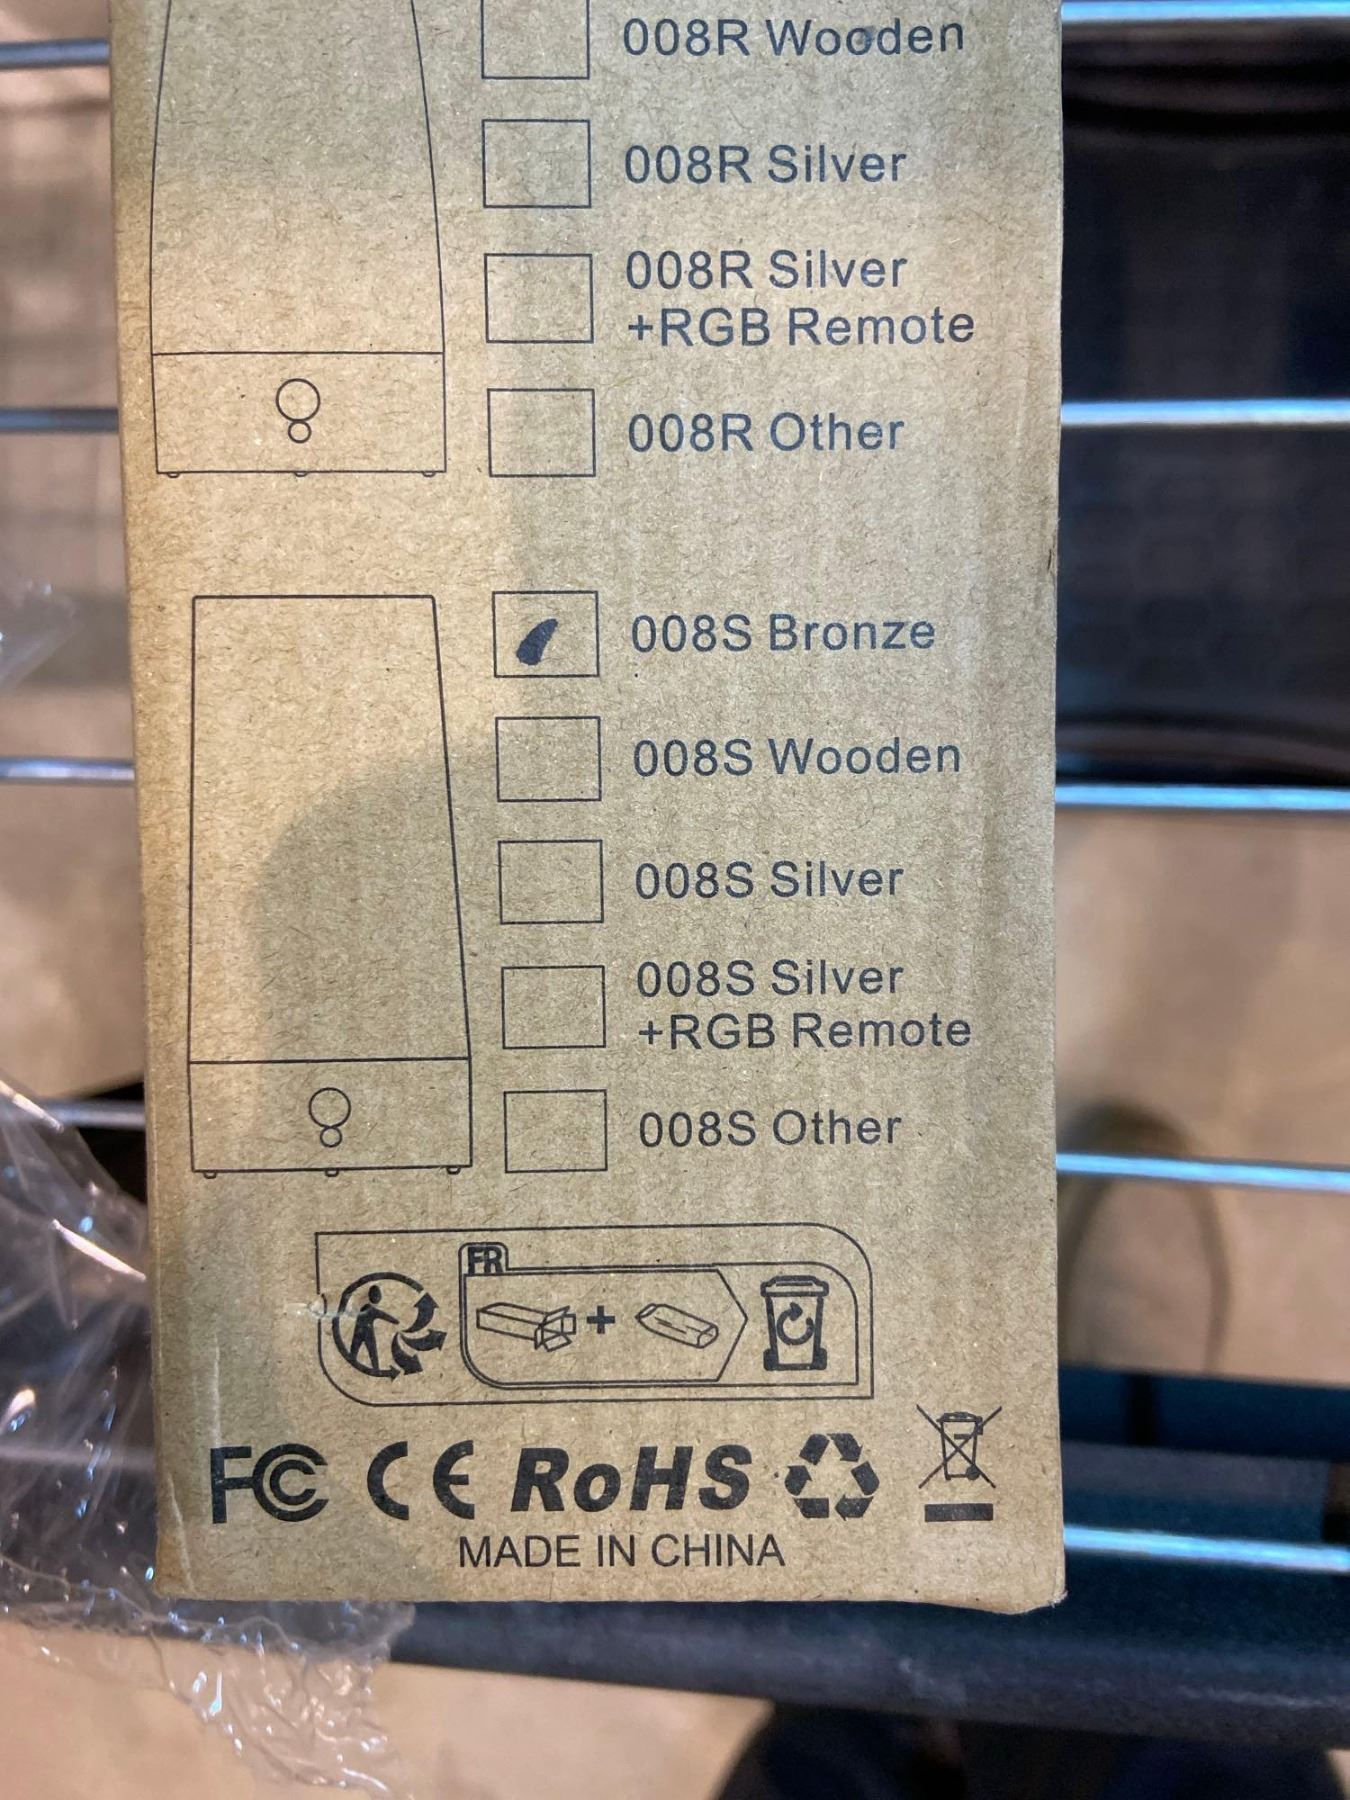 008R Wooden
008R Silver
008R Silver
+RGB Remote
008R Other
008S Bronze
008S Wooden
008S Silver
008S Silver
+RGB Remote
008S Other
FR
+
FC CE RoHS
MADE IN CHINA